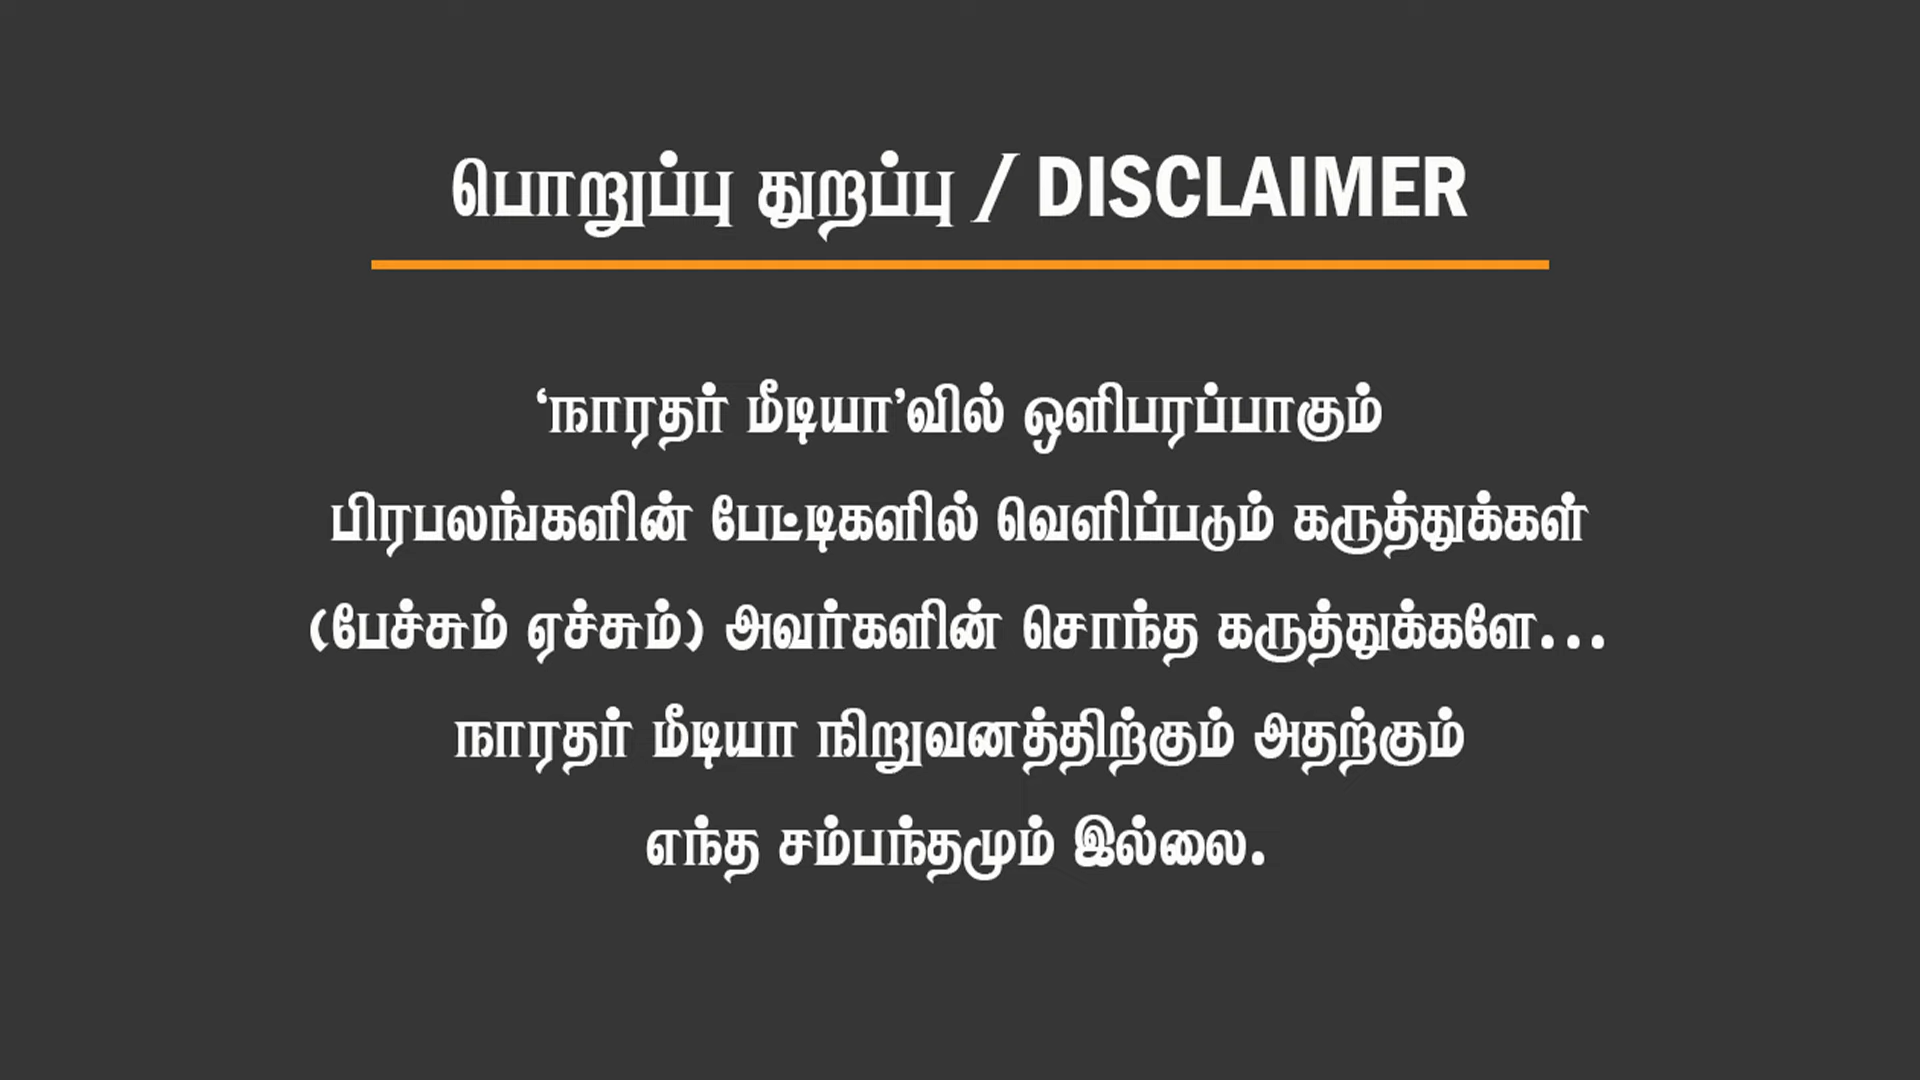 பொறுப்பு துறப்பு / DISCLAIMER
‘நாரதர் மீடியா’வில் ஒளிபரப்பாகும்
பிரபலங்களின் பேட்டிகளில் வெளிப்படும் கருத்துக்கள்
(பேச்சும் ஏச்சும்) அவர்களின் சொந்த கருத்துக்களே...
நாரதர் மீடியா நிறுவனத்திற்கும் அதற்கும்
எந்த சம்பந்தமும் இல்லை.